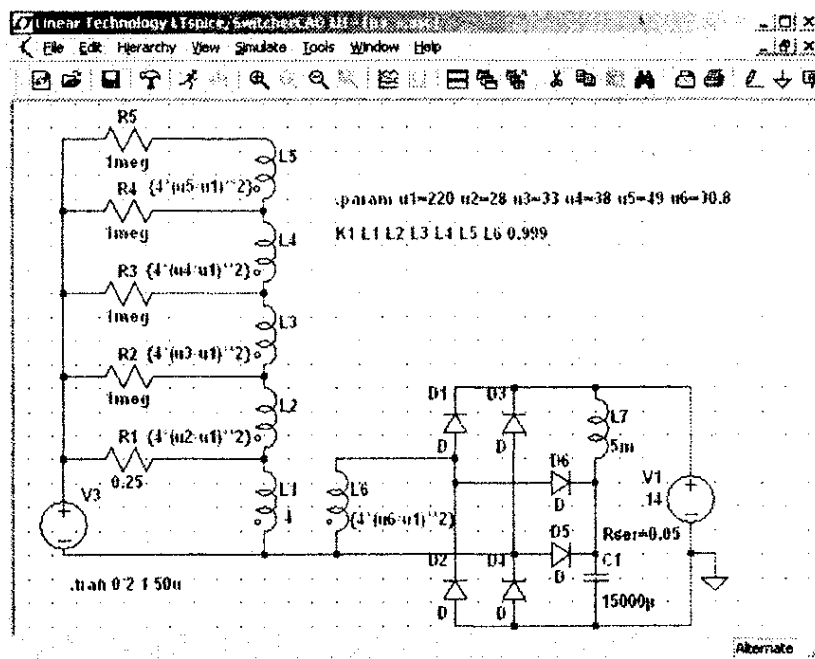 Linear Technology LTspice/SwitcherCAD III - [
File Edit Hierarchy View Simulate Tools Window Help
R5
1meg
L5
R4 {4*(u5/u1)**2}
1meg
.param u1=220 u2=28 u3=33 u4=38 u5=49 u6=30.8
K1 L1 L2 L3 L4 L5 L6 0.999
L4
R3 {4*(u4/u1)**2}
1meg
L3
R2 {4*(u3/u1)**2}
1meg
L2
R1 {4*(u2/u1)**2}
0.25
D1 D3
D D
L7
5m
V3
L1
4
L6
{4*(u6/u1)**2}
D6
D
V1
14
Rser=0.05
D5
D
D2 D4
D D
C1
15000µ
.tran 0 2 1 50u
Alternate